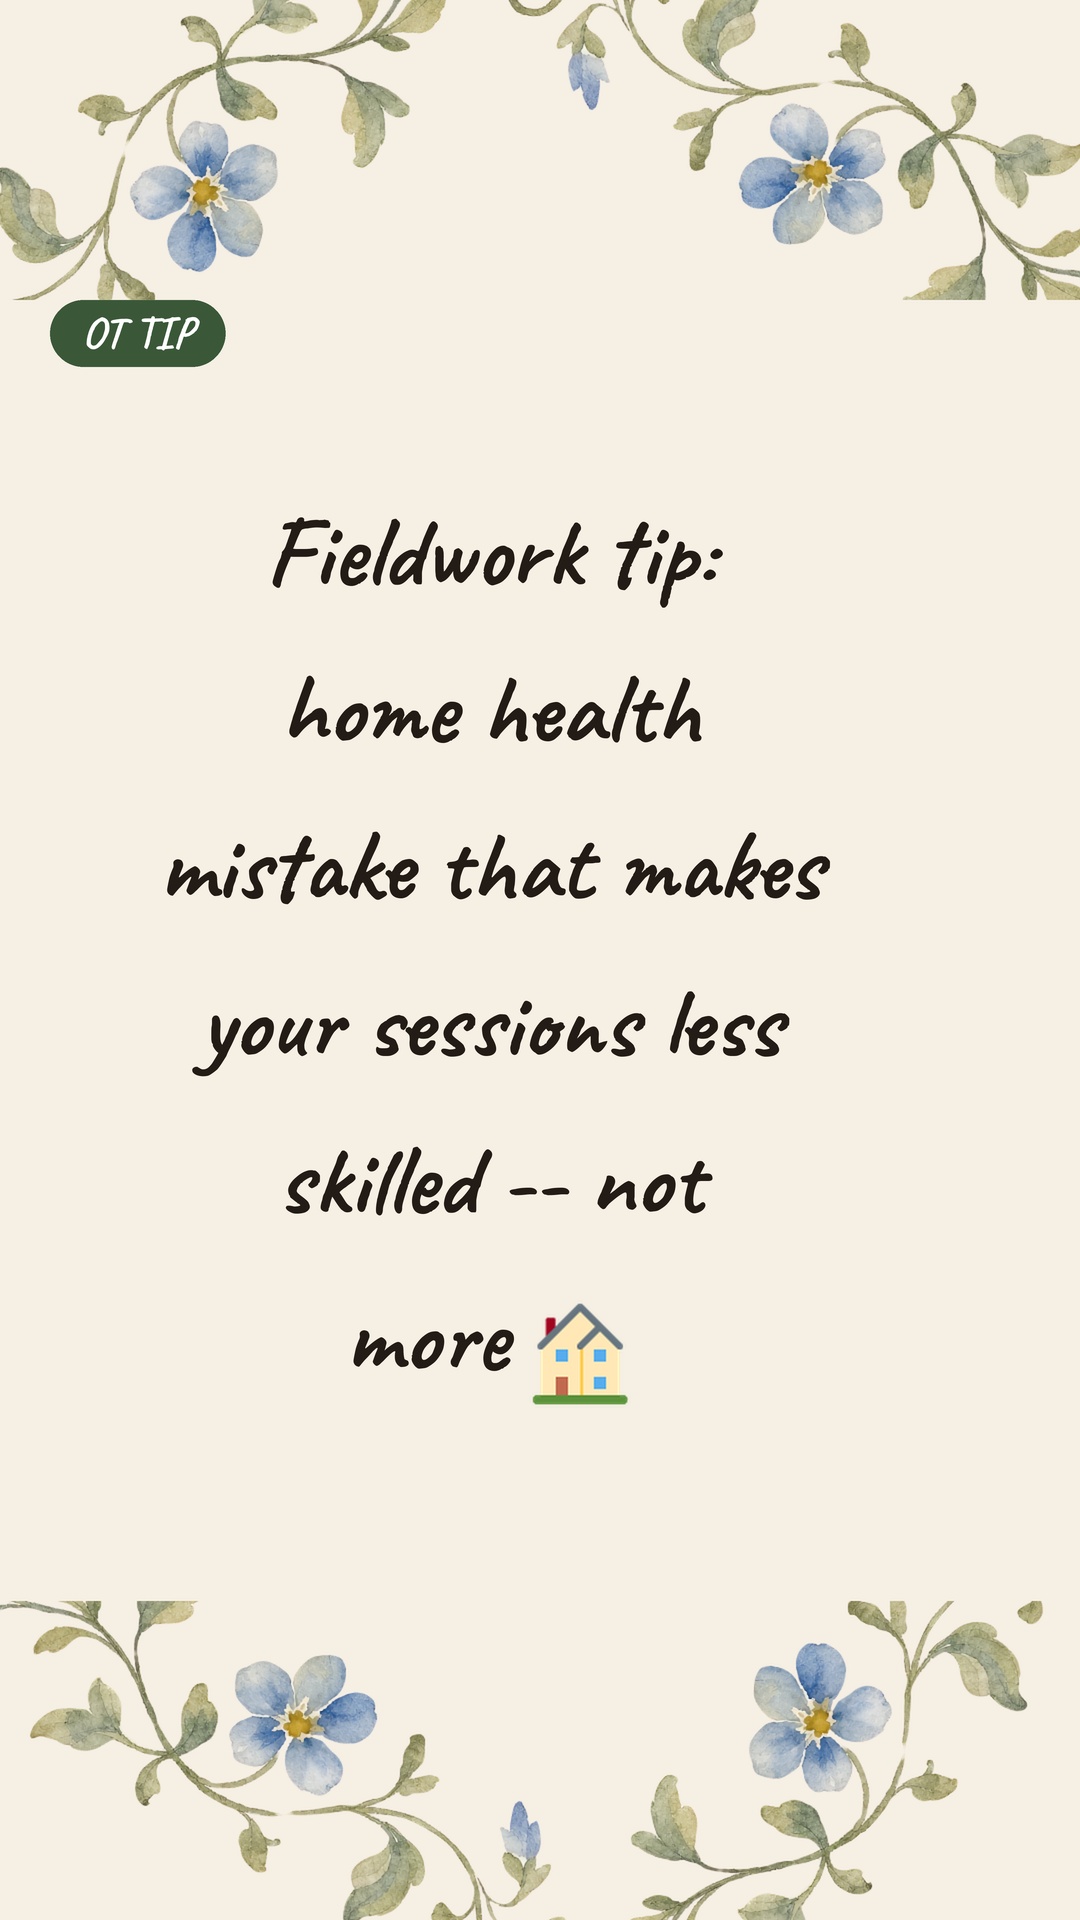 OT TIP
Fieldwork tip:
home health
mistake that makes
your sessions less
skilled -- not
more 🏠